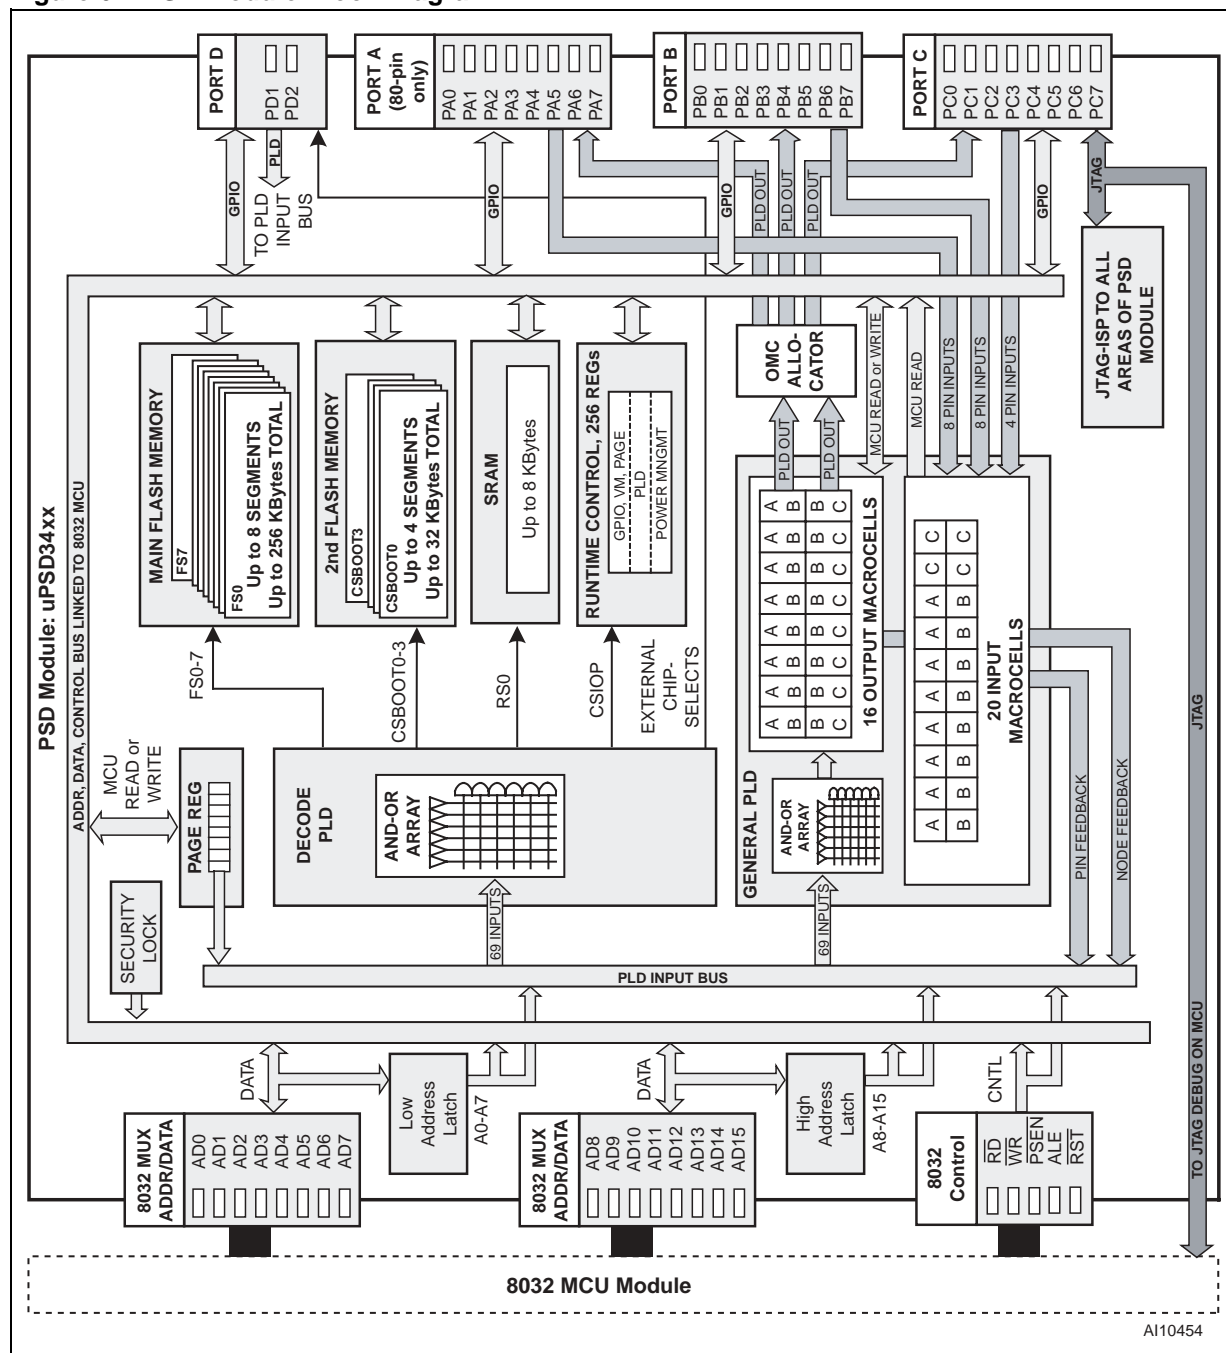 PSD Module: uPSD34xx
PORT D
PD1
PD2
PORT A
(80-pin
only)
PA0
PA1
PA2
PA3
PA4
PA5
PA6
PA7
PORT B
PB0
PB1
PB2
PB3
PB4
PB5
PB6
PB7
PORT C
PC0
PC1
PC2
PC3
PC4
PC5
PC6
PC7
GPIO
PLD
TO PLD
INPUT
BUS
GPIO
GPIO
PLD OUT
PLD OUT
PLD OUT
GPIO
JTAG
ADDR, DATA, CONTROL BUS LINKED TO 8032 MCU
MAIN FLASH MEMORY
FS7
FS0
Up to 8 SEGMENTS
Up to 256 KBytes TOTAL
2nd FLASH MEMORY
CSBOOT3
CSBOOT0
Up to 4 SEGMENTS
Up to 32 KBytes TOTAL
SRAM
Up to 8 KBytes
RUNTIME CONTROL, 256 REGs
GPIO, VM, PAGE
PLD
POWER MNGMT
OMC
ALLO-
CATOR
MCU READ or WRITE
MCU READ
8 PIN INPUTS
8 PIN INPUTS
4 PIN INPUTS
JTAG-ISP TO ALL
AREAS OF PSD
MODULE
FS0-7
CSBOOT0-3
RS0
CSIOP
EXTERNAL
CHIP-
SELECTS
PLD OUT
PLD OUT
A A A A A A A A
B B B B B B B B
B B B B B B B B
C C C C C C C C
16 OUTPUT MACROCELLS
A A A A A A A A C C
B B B B B B B B C C
20 INPUT
MACROCELLS
MCU
READ or
WRITE
PAGE REG
SECURITY
LOCK
DECODE
PLD
AND-OR
ARRAY
69 INPUTS
GENERAL PLD
AND-OR
ARRAY
69 INPUTS
PIN FEEDBACK
NODE FEEDBACK
JTAG
PLD INPUT BUS
DATA
Low
Address
Latch
A0-A7
DATA
High
Address
Latch
A8-A15
CNTL
TO JTAG DEBUG ON MCU
8032 MUX
ADDR/DATA
AD0
AD1
AD2
AD3
AD4
AD5
AD6
AD7
8032 MUX
ADDR/DATA
AD8
AD9
AD10
AD11
AD12
AD13
AD14
AD15
8032
Control
RD
WR
PSEN
ALE
RST
8032 MCU Module
AI10454